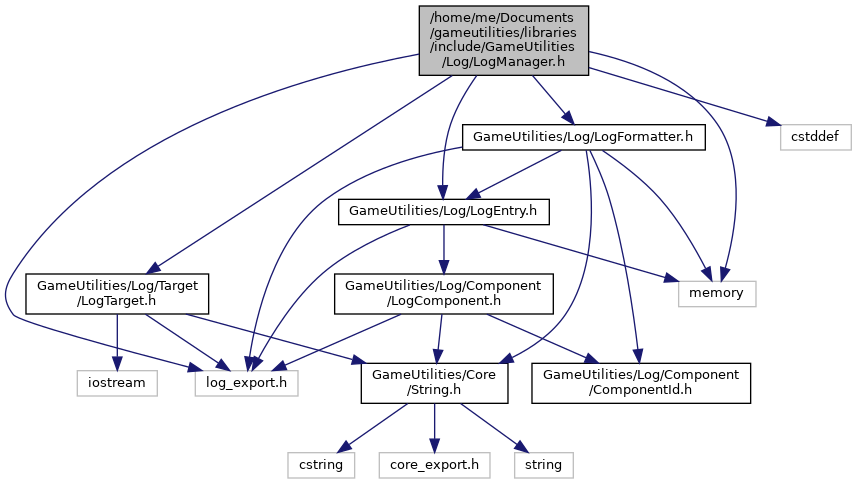 /home/me/Documents
/gameutilities/libraries
/include/GameUtilities
/Log/LogManager.h
cstddef
GameUtilities/Log/LogFormatter.h
GameUtilities/Log/LogEntry.h
GameUtilities/Log/Target
/LogTarget.h
GameUtilities/Log/Component
/LogComponent.h
memory
iostream
log_export.h
GameUtilities/Core
/String.h
GameUtilities/Log/Component
/ComponentId.h
cstring
core_export.h
string